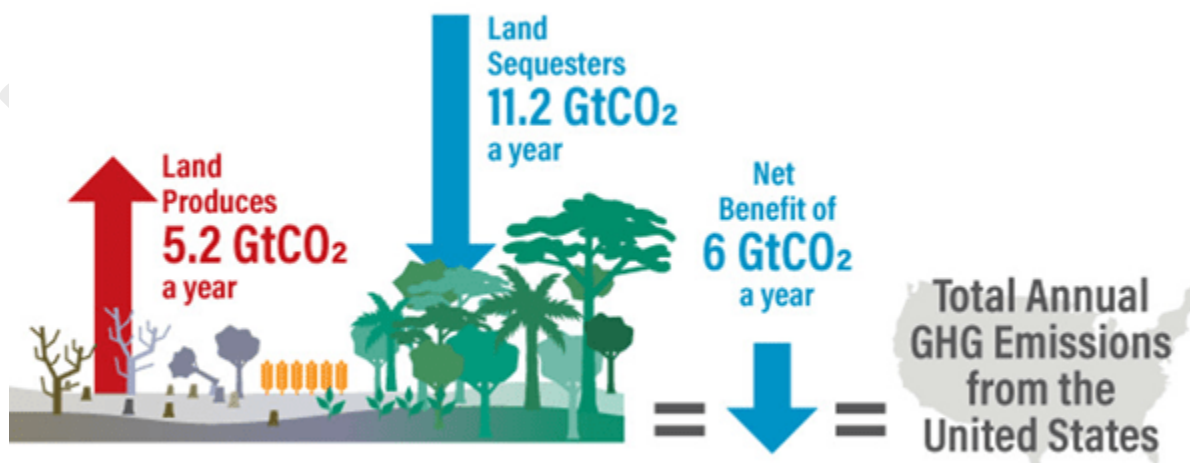 Land
Produces
5.2 GtCO₂
a year
Land
Sequesters
11.2 GtCO₂
a year
=
Net
Benefit of
6 GtCO₂
a year
=
Total Annual
GHG Emissions
from the
United States